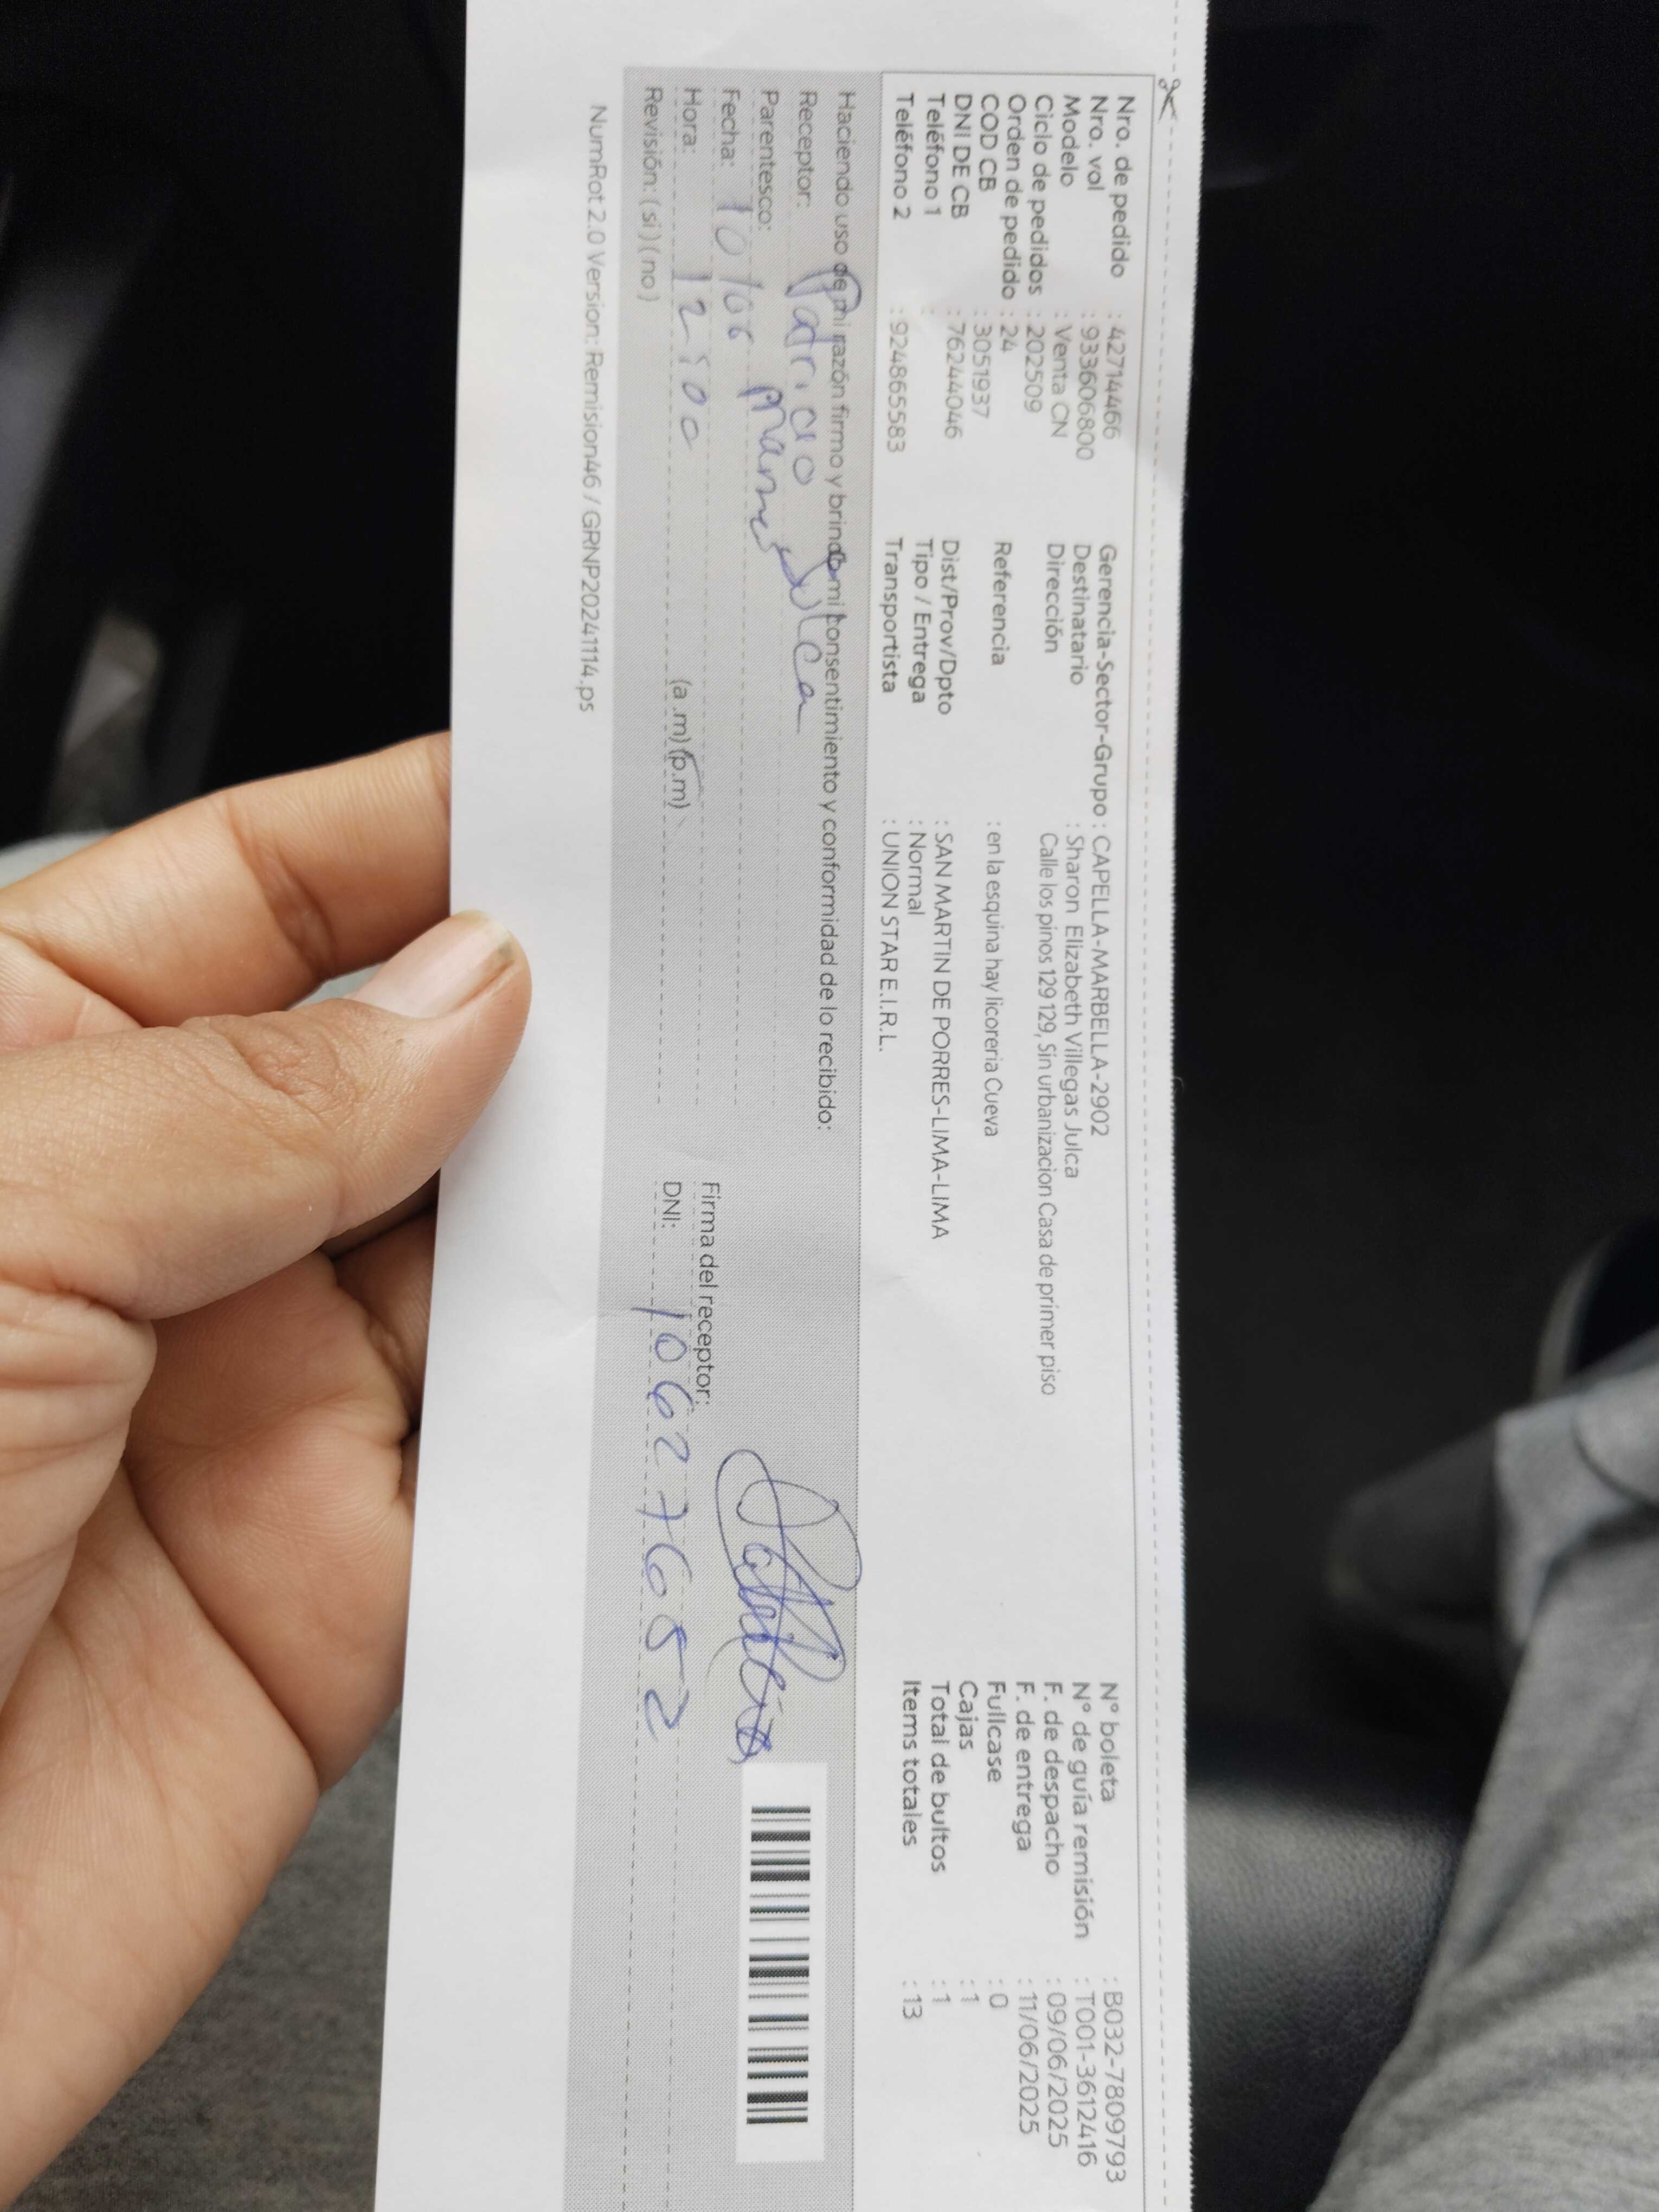 Nro. de pedido : 42714466
Nro. vol : 933606800
Modelo : Venta CN
Ciclo de pedidos : 202509
Orden de pedido : 24
COD CB : 3051937
DNI DE CB : 76244046
Teléfono 1 :
Teléfono 2 : 924865583
Gerencia-Sector-Grupo : CAPELLA-MARBELLA-2902
Destinatario : Sharon Elizabeth Villegas Julca
Dirección Calle los pinos 129 129, Sin urbanizacion Casa de primer piso
Referencia : en la esquina hay licoreria Cueva
Dist/Prov/Dpto : SAN MARTIN DE PORRES-LIMA-LIMA
Tipo / Entrega : Normal
Transportista : UNION STAR E.I.R.L.
N° boleta : B032-7809793
N° de guía remisión : T001-3612416
F. de despacho : 09/06/2025
F. de entrega : 11/06/2025
Fullcase : 0
Cajas : 1
Total de bultos : 1
Items totales : 13
Haciendo uso de mi razón firmo y brindo mi consentimiento y conformidad de lo recibido:
Receptor: Patricio
Parentesco:
Fecha: 10/06
Hora: 12:00 (a.m) (p.m)
Revisión: (si) (no)
Firma del receptor:
DNI: 10627652
NumRot 2.0 Version: Remision46 / GRNP20241114.ps